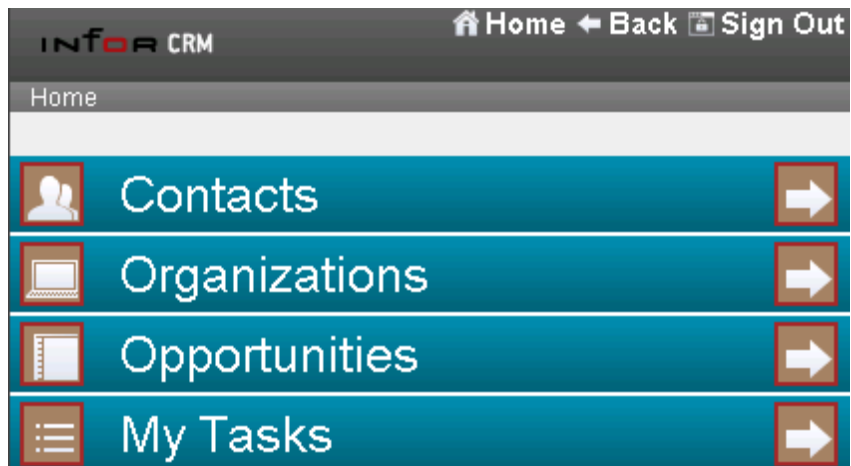 infor CRM
Home Back Sign Out
Home
Contacts
Organizations
Opportunities
My Tasks